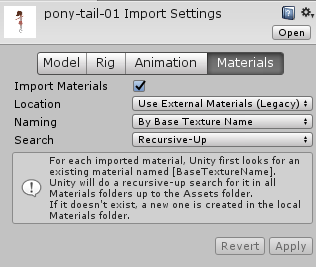 pony-tail-01 Import Settings
Open
Model Rig Animation Materials
Import Materials
Location Use External Materials (Legacy)
Naming By Base Texture Name
Search Recursive-Up
For each imported material, Unity first looks for an
existing material named [BaseTextureName].
Unity will do a recursive-up search for it in all
Materials folders up to the Assets folder.
If it doesn't exist, a new one is created in the local
Materials folder.
Revert Apply